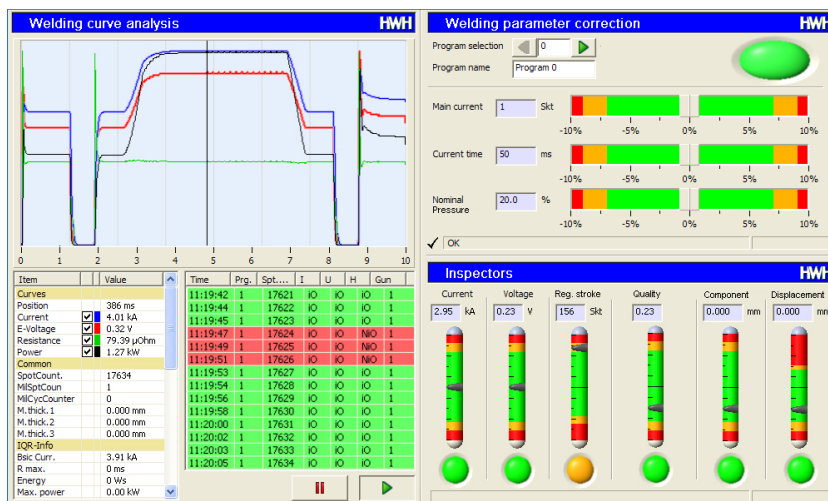 Welding curve analysis HWH
0 1 2 3 4 5 6 7 8 9 10
Item Value
Curves
Position 386 ms
Current 4.01 kA
E-Voltage 0.32 V
Resistance 79.39 µOhm
Power 1.27 kW
Common
SpotCount. 17634
MilSptCoun 1
MilCycCounter 0
M.thick.1 0.000 mm
M.thick.2 0.000 mm
M.thick.3 0.000 mm
IQR-Info
Bsic Curr. 3.91 kA
R max. 0 ms
Energy 0 Ws
Max. power 0.00 kW
Time Prg. Spt.... I U H Gun
11:19:42 1 17621 iO iO iO 1
11:19:44 1 17622 iO iO iO 1
11:19:45 1 17623 iO iO iO 1
11:19:47 1 17624 iO iO NiO 1
11:19:49 1 17625 iO iO NiO 1
11:19:51 1 17626 iO iO NiO 1
11:19:53 1 17627 iO iO iO 1
11:19:54 1 17628 iO iO iO 1
11:19:56 1 17629 iO iO iO 1
11:19:58 1 17630 iO iO iO 1
11:20:00 1 17631 iO iO iO 1
11:20:02 1 17632 iO iO iO 1
11:20:03 1 17633 iO iO iO 1
11:20:05 1 17634 iO iO iO 1
Welding parameter correction HWH
Program selection 0
Program name Program 0
Main current 1 Skt
-10% -5% 0% 5% 10%
Current time 50 ms
-10% -5% 0% 5% 10%
Nominal Pressure 20.0 %
-10% -5% 0% 5% 10%
OK
Inspectors HWH
Current Voltage Reg. stroke Quality Component Displacement
2.95 kA 0.23 V 156 Skt 0.23 0.000 mm 0.000 mm